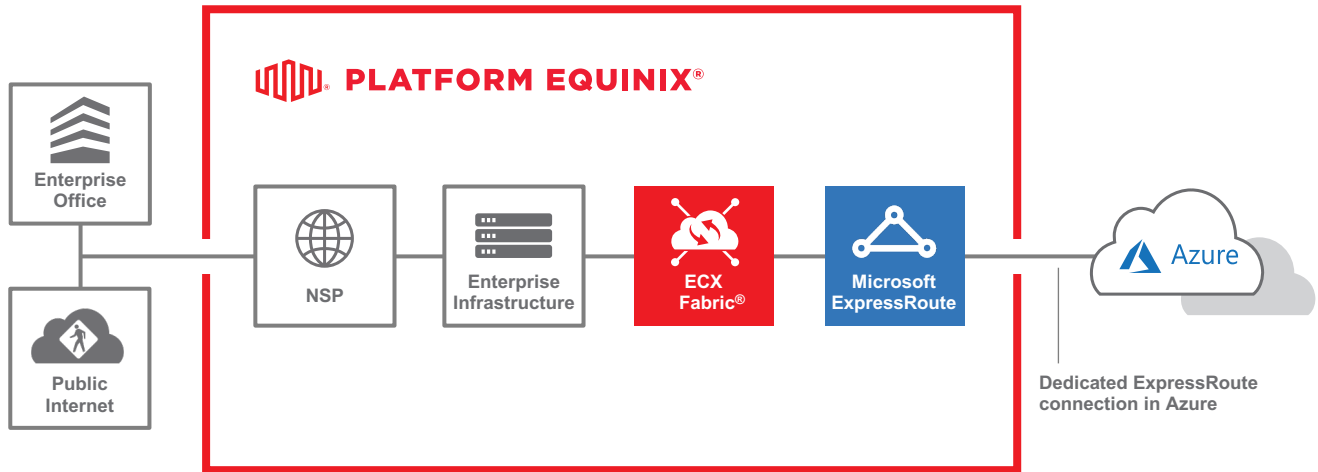 PLATFORM EQUINIX®
Enterprise
Office
NSP
Enterprise
Infrastructure
ECX
Fabric®
Microsoft
ExpressRoute
Azure
Public
Internet
Dedicated ExpressRoute
connection in Azure